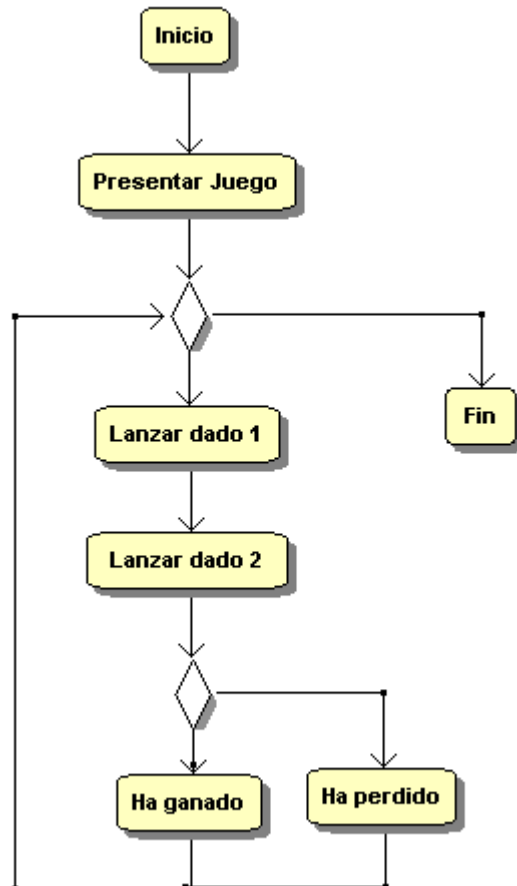 Inicio
Presentar Juego
Lanzar dado 1
Fin
Lanzar dado 2
Ha ganado
Ha perdido